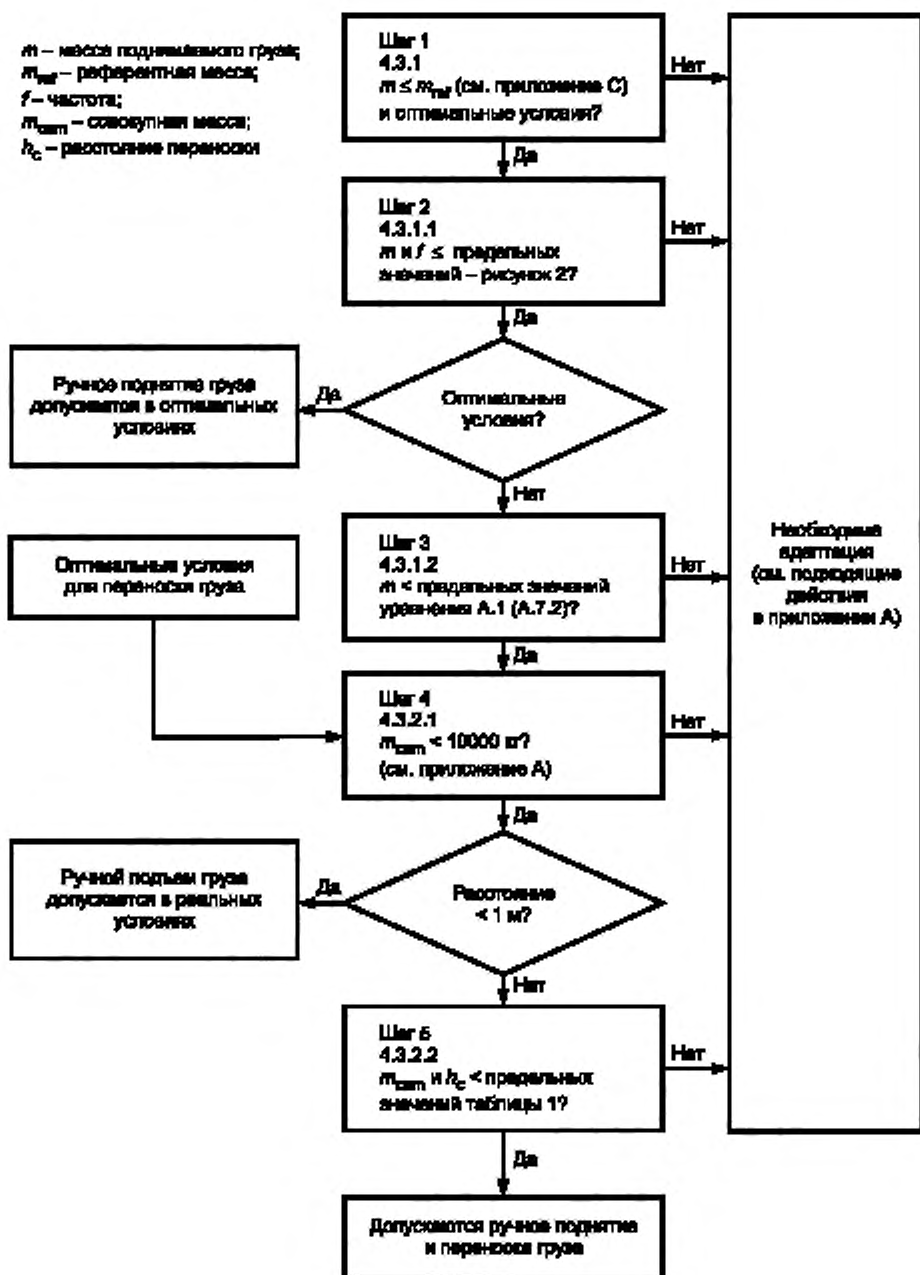 m – масса поднимаемого груза;
m_ref – референтная масса;
f – частота;
m_cum – совокупная масса;
h_c – расстояние переноски
Шаг 1
4.3.1
m ≤ m_ref (см. приложение С)
и оптимальные условия?
Нет
Да
Шаг 2
4.3.1.1
m и f ≤ предельных
значений – рисунок 2?
Нет
Да
Оптимальные
условия?
Да
Ручное поднятие груза
допускается в оптимальных
условиях
Нет
Шаг 3
4.3.1.2
m < предельных значений
уравнения А.1 (А.7.2)?
Нет
Необходима
адаптация
(см. подходящие
действия
в приложении А)
Оптимальные условия
для переноски груза
Да
Шаг 4
4.3.2.1
m_cum < 10000 кг?
(см. приложение А)
Нет
Да
Расстояние
< 1 м?
Да
Ручной подъем груза
допускается в реальных
условиях
Нет
Шаг 5
4.3.2.2
m_cum и h_c < предельных
значений таблицы 1?
Нет
Да
Допускаются ручное поднятие
и переноска груза